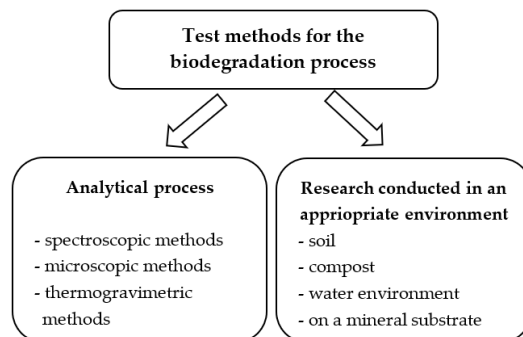 Test methods for the
biodegradation process
Analytical process
- spectroscopic methods
- microscopic methods
- thermogravimetric
methods
Research conducted in an
appriopriate environment
- soil
- compost
- water environment
- on a mineral substrate